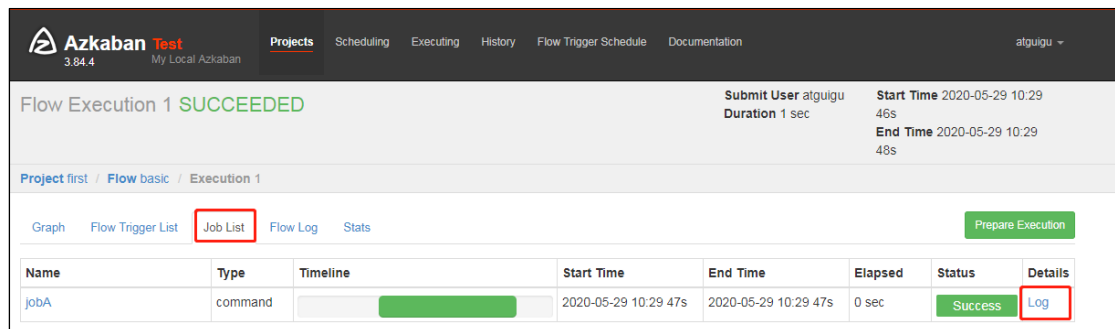 Azkaban Test
3.84.4 My Local Azkaban
Projects Scheduling Executing History Flow Trigger Schedule Documentation atguigu
Flow Execution 1 SUCCEEDED
Submit User atguigu
Duration 1 sec
Start Time 2020-05-29 10:29
46s
End Time 2020-05-29 10:29
48s
Project first / Flow basic / Execution 1
Graph Flow Trigger List Job List Flow Log Stats Prepare Execution
Name Type Timeline Start Time End Time Elapsed Status Details
jobA command 2020-05-29 10:29 47s 2020-05-29 10:29 47s 0 sec Success Log